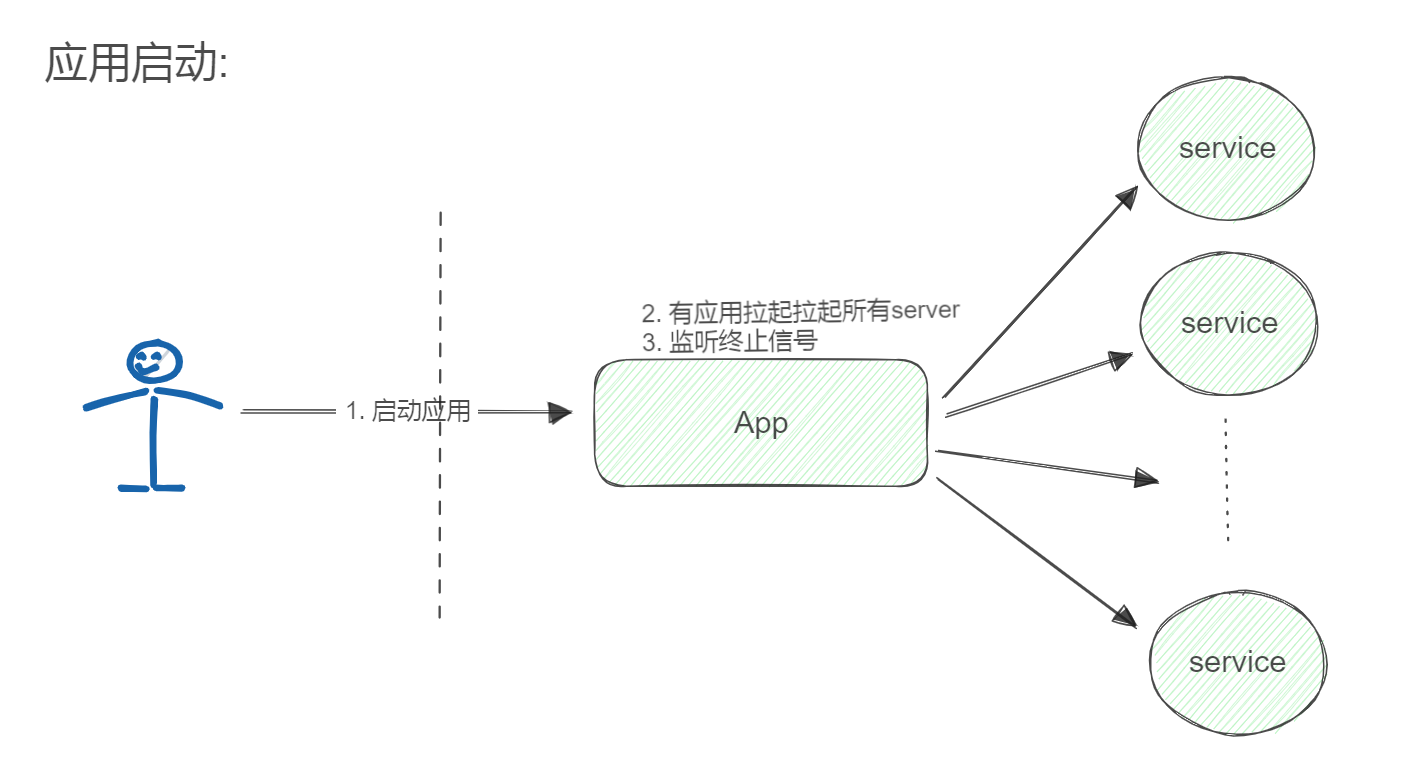 应用启动:
service
service
2. 有应用拉起拉起所有server
3. 监听终止信号
1. 启动应用
App
service